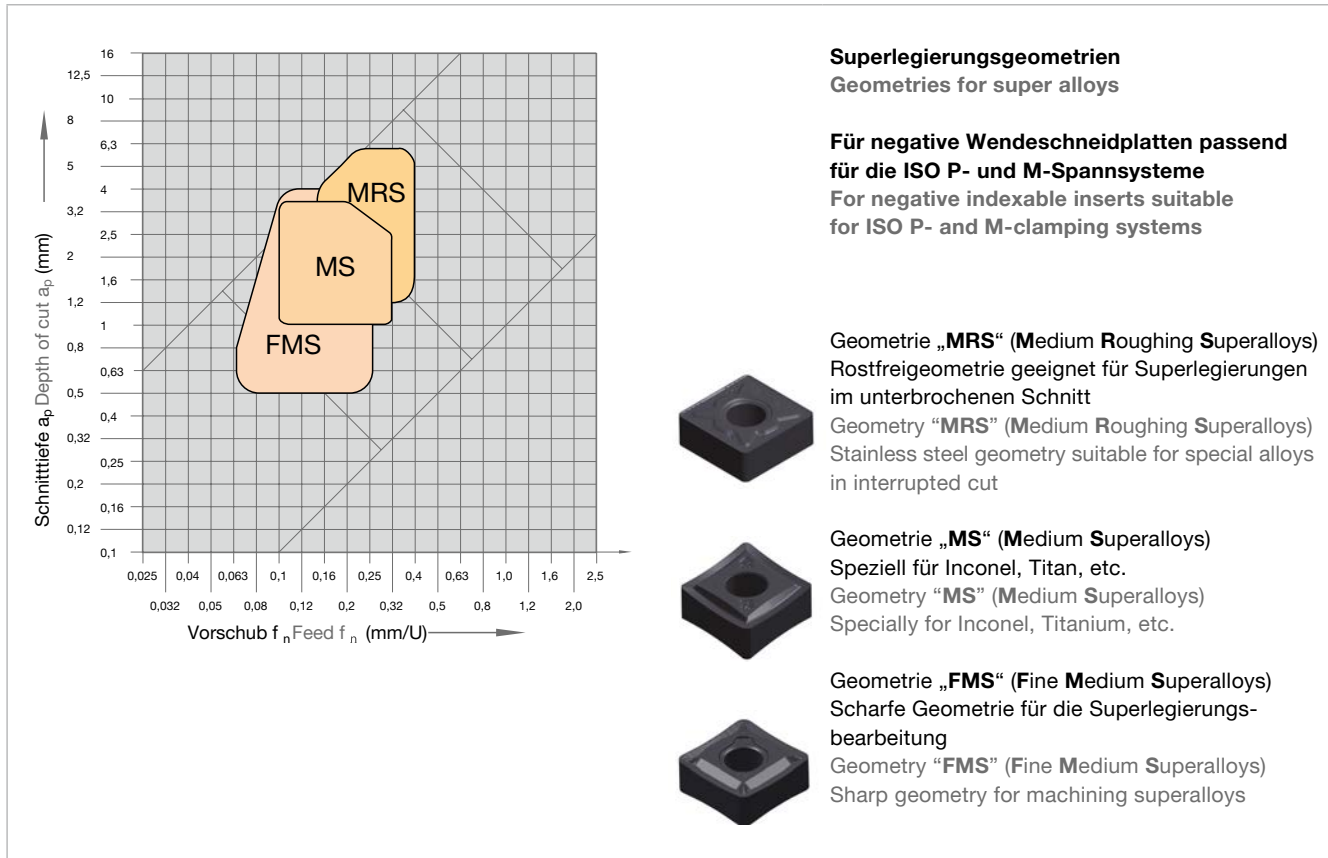 16
12,5
10
8
6,3
5
4
3,2
2,5
2
1,6
1,2
1
0,8
0,63
0,5
0,4
0,32
0,25
0,2
0,16
0,12
0,1
Schnitttiefe ap Depth of cut ap (mm)
MRS
MS
FMS
0,025 0,04 0,063 0,1 0,16 0,25 0,4 0,63 1,0 1,6 2,5
0,032 0,05 0,08 0,12 0,2 0,32 0,5 0,8 1,2 2,0
Vorschub f n Feed f n (mm/U)
Superlegierungsgeometrien
Geometries for super alloys
Für negative Wendeschneidplatten passend
für die ISO P- und M-Spannsysteme
For negative indexable inserts suitable
for ISO P- and M-clamping systems
Geometrie „MRS“ (Medium Roughing Superalloys)
Rostfreigeometrie geeignet für Superlegierungen
im unterbrochenen Schnitt
Geometry “MRS” (Medium Roughing Superalloys)
Stainless steel geometry suitable for special alloys
in interrupted cut
Geometrie „MS“ (Medium Superalloys)
Speziell für Inconel, Titan, etc.
Geometry “MS” (Medium Superalloys)
Specially for Inconel, Titanium, etc.
Geometrie „FMS“ (Fine Medium Superalloys)
Scharfe Geometrie für die Superlegierungs-
bearbeitung
Geometry “FMS” (Fine Medium Superalloys)
Sharp geometry for machining superalloys